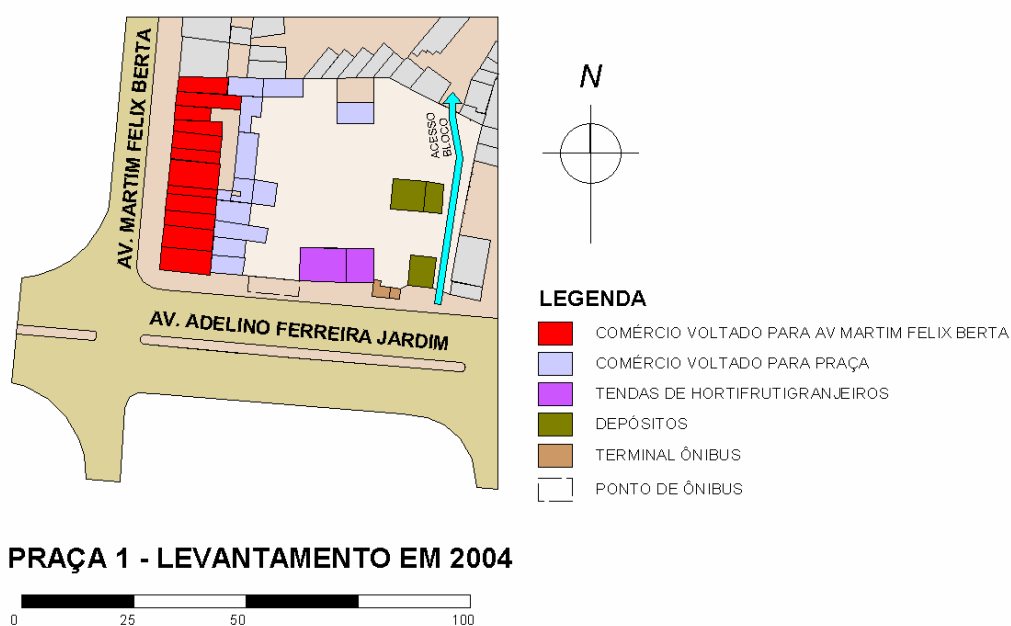 AV. MARTIM FELIX BERTA
ACESSO
BLOCO
N
AV. ADELINO FERREIRA JARDIM
LEGENDA
COMÉRCIO VOLTADO PARA AV MARTIM FELIX BERTA
COMÉRCIO VOLTADO PARA PRAÇA
TENDAS DE HORTIFRUTIGRANJEIROS
DEPÓSITOS
TERMINAL ÔNIBUS
PONTO DE ÔNIBUS
PRAÇA 1 - LEVANTAMENTO EM 2004
0 25 50 100